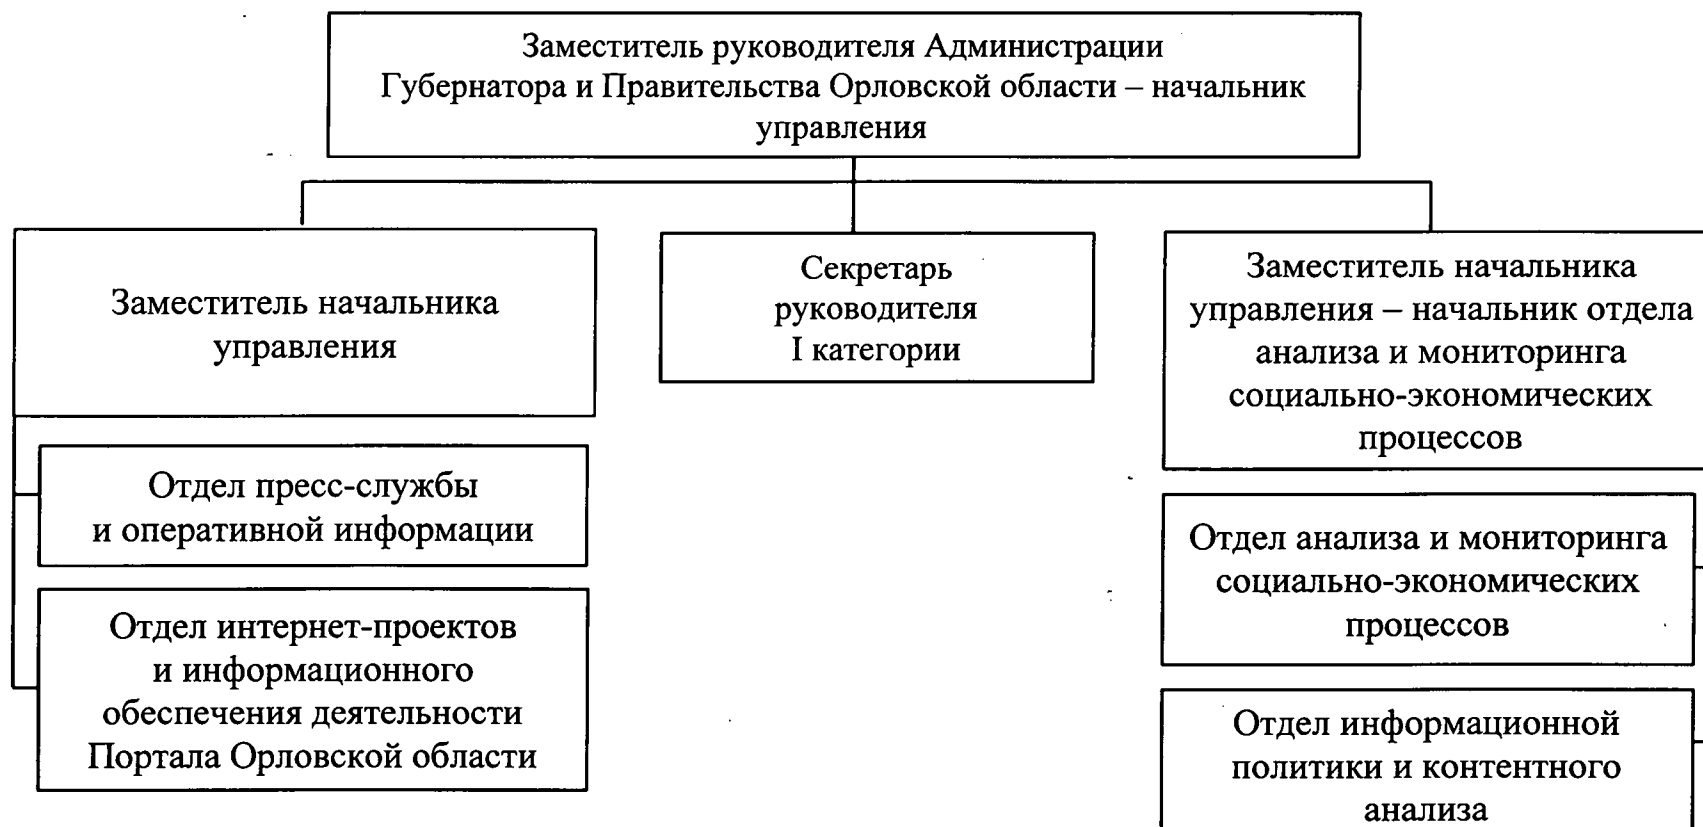 Заместитель руководителя Администрации
Губернатора и Правительства Орловской области – начальник
управления
Заместитель начальника
управления
Секретарь
руководителя
I категории
Заместитель начальника
управления – начальник отдела
анализа и мониторинга
социально-экономических
процессов
Отдел пресс-службы
и оперативной информации
Отдел интернет-проектов
и информационного
обеспечения деятельности
Портала Орловской области
Отдел анализа и мониторинга
социально-экономических
процессов
Отдел информационной
политики и контентного
анализа